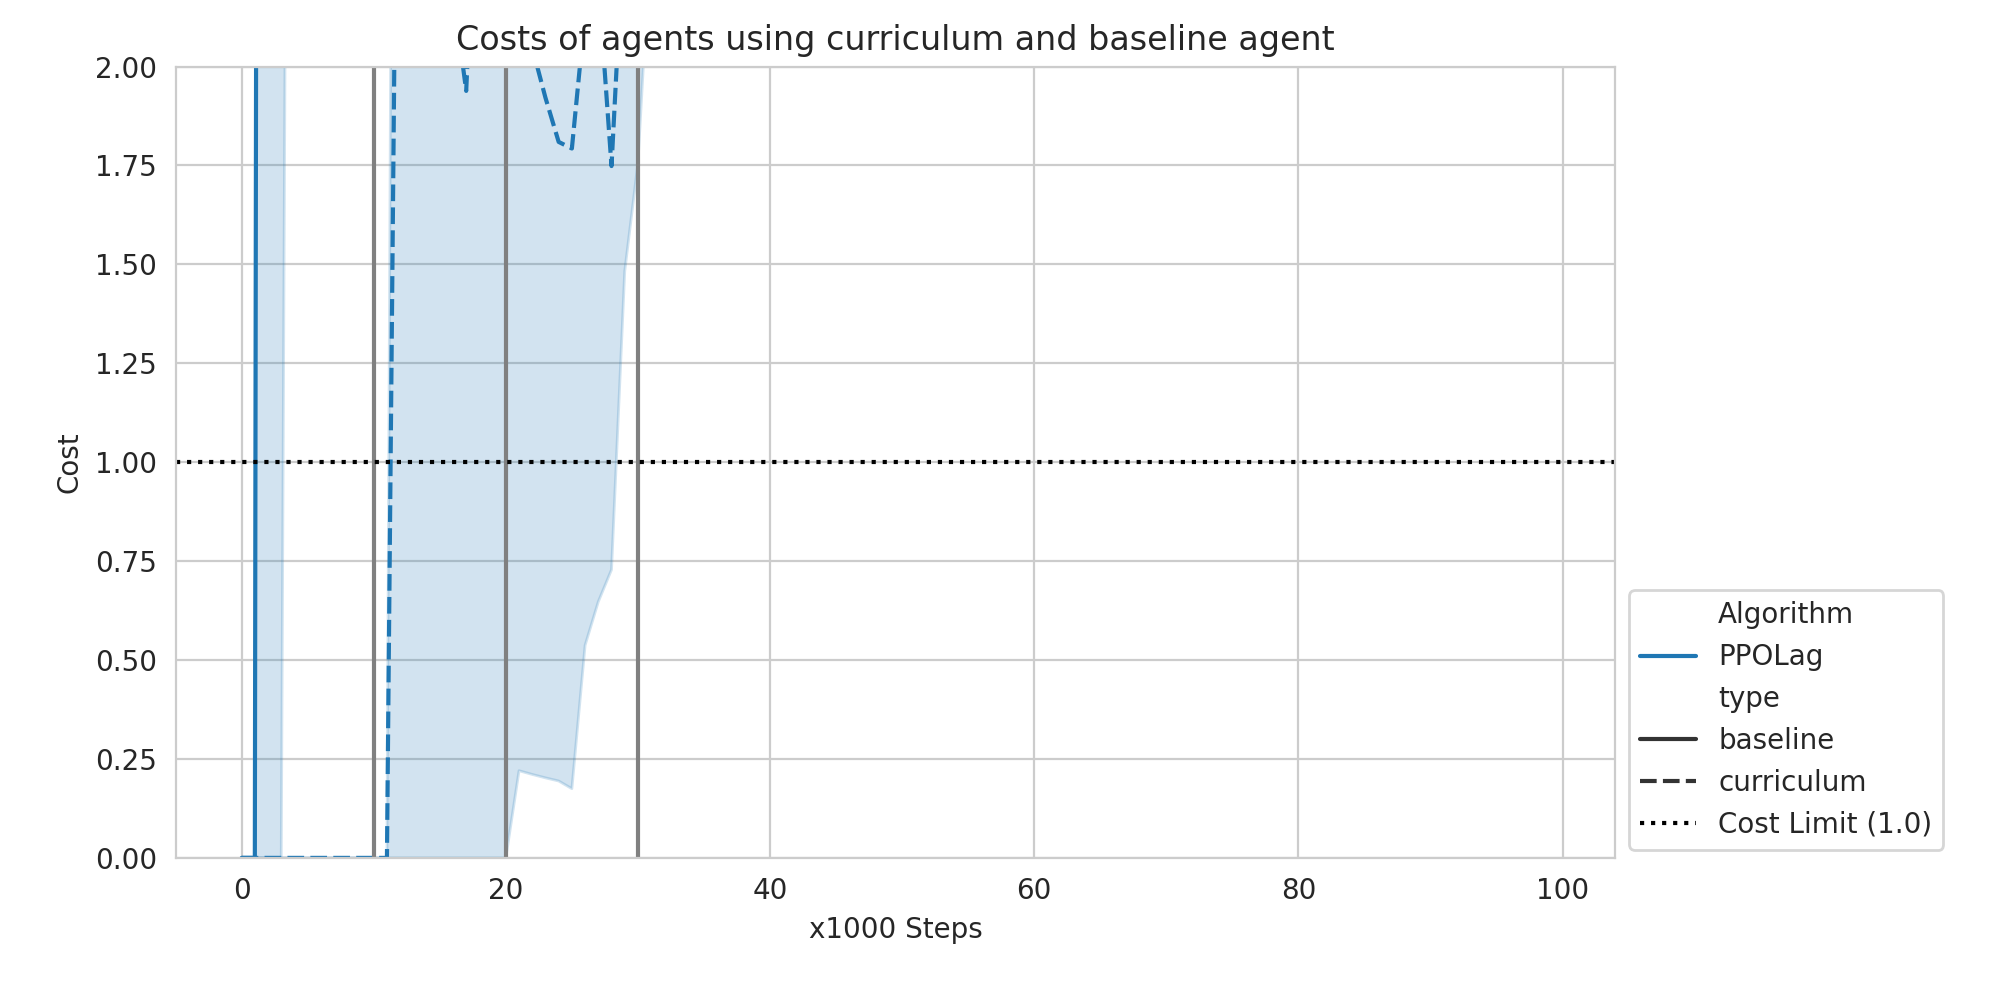 Costs of agents using curriculum and baseline agent
2.00
1.75
1.50
1.25
1.00
0.75
0.50
0.25
0.00
Cost
0 20 40 60 80 100
x1000 Steps
Algorithm
PPOLag
type
baseline
curriculum
Cost Limit (1.0)